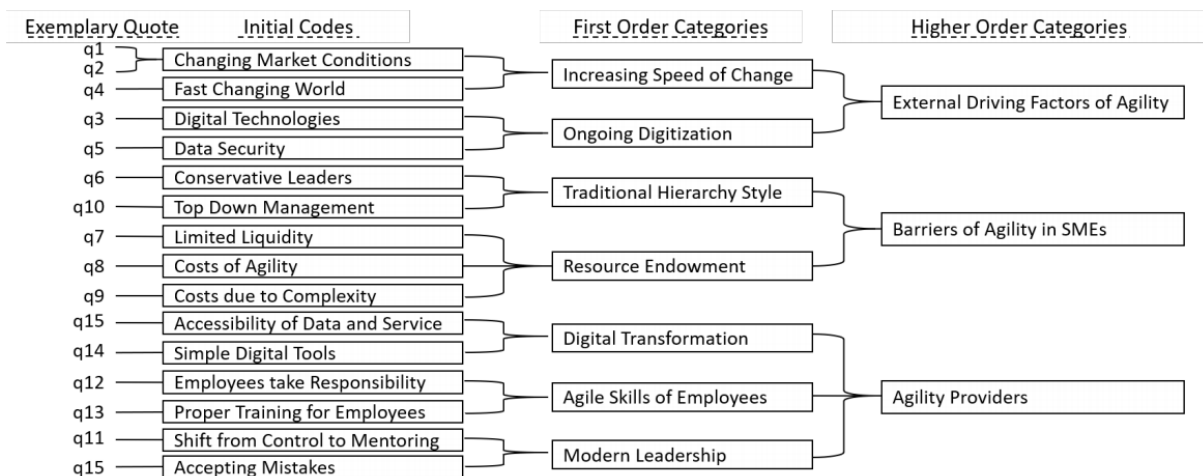 Exemplary Quote Initial Codes First Order Categories Higher Order Categories
q1
q2
Changing Market Conditions
q4 Fast Changing World
Increasing Speed of Change
q3 Digital Technologies
q5 Data Security
Ongoing Digitization
External Driving Factors of Agility
q6 Conservative Leaders
q10 Top Down Management
Traditional Hierarchy Style
q7 Limited Liquidity
q8 Costs of Agility
q9 Costs due to Complexity
Resource Endowment
Barriers of Agility in SMEs
q15 Accessibility of Data and Service
q14 Simple Digital Tools
Digital Transformation
q12 Employees take Responsibility
q13 Proper Training for Employees
Agile Skills of Employees
q11 Shift from Control to Mentoring
q15 Accepting Mistakes
Modern Leadership
Agility Providers